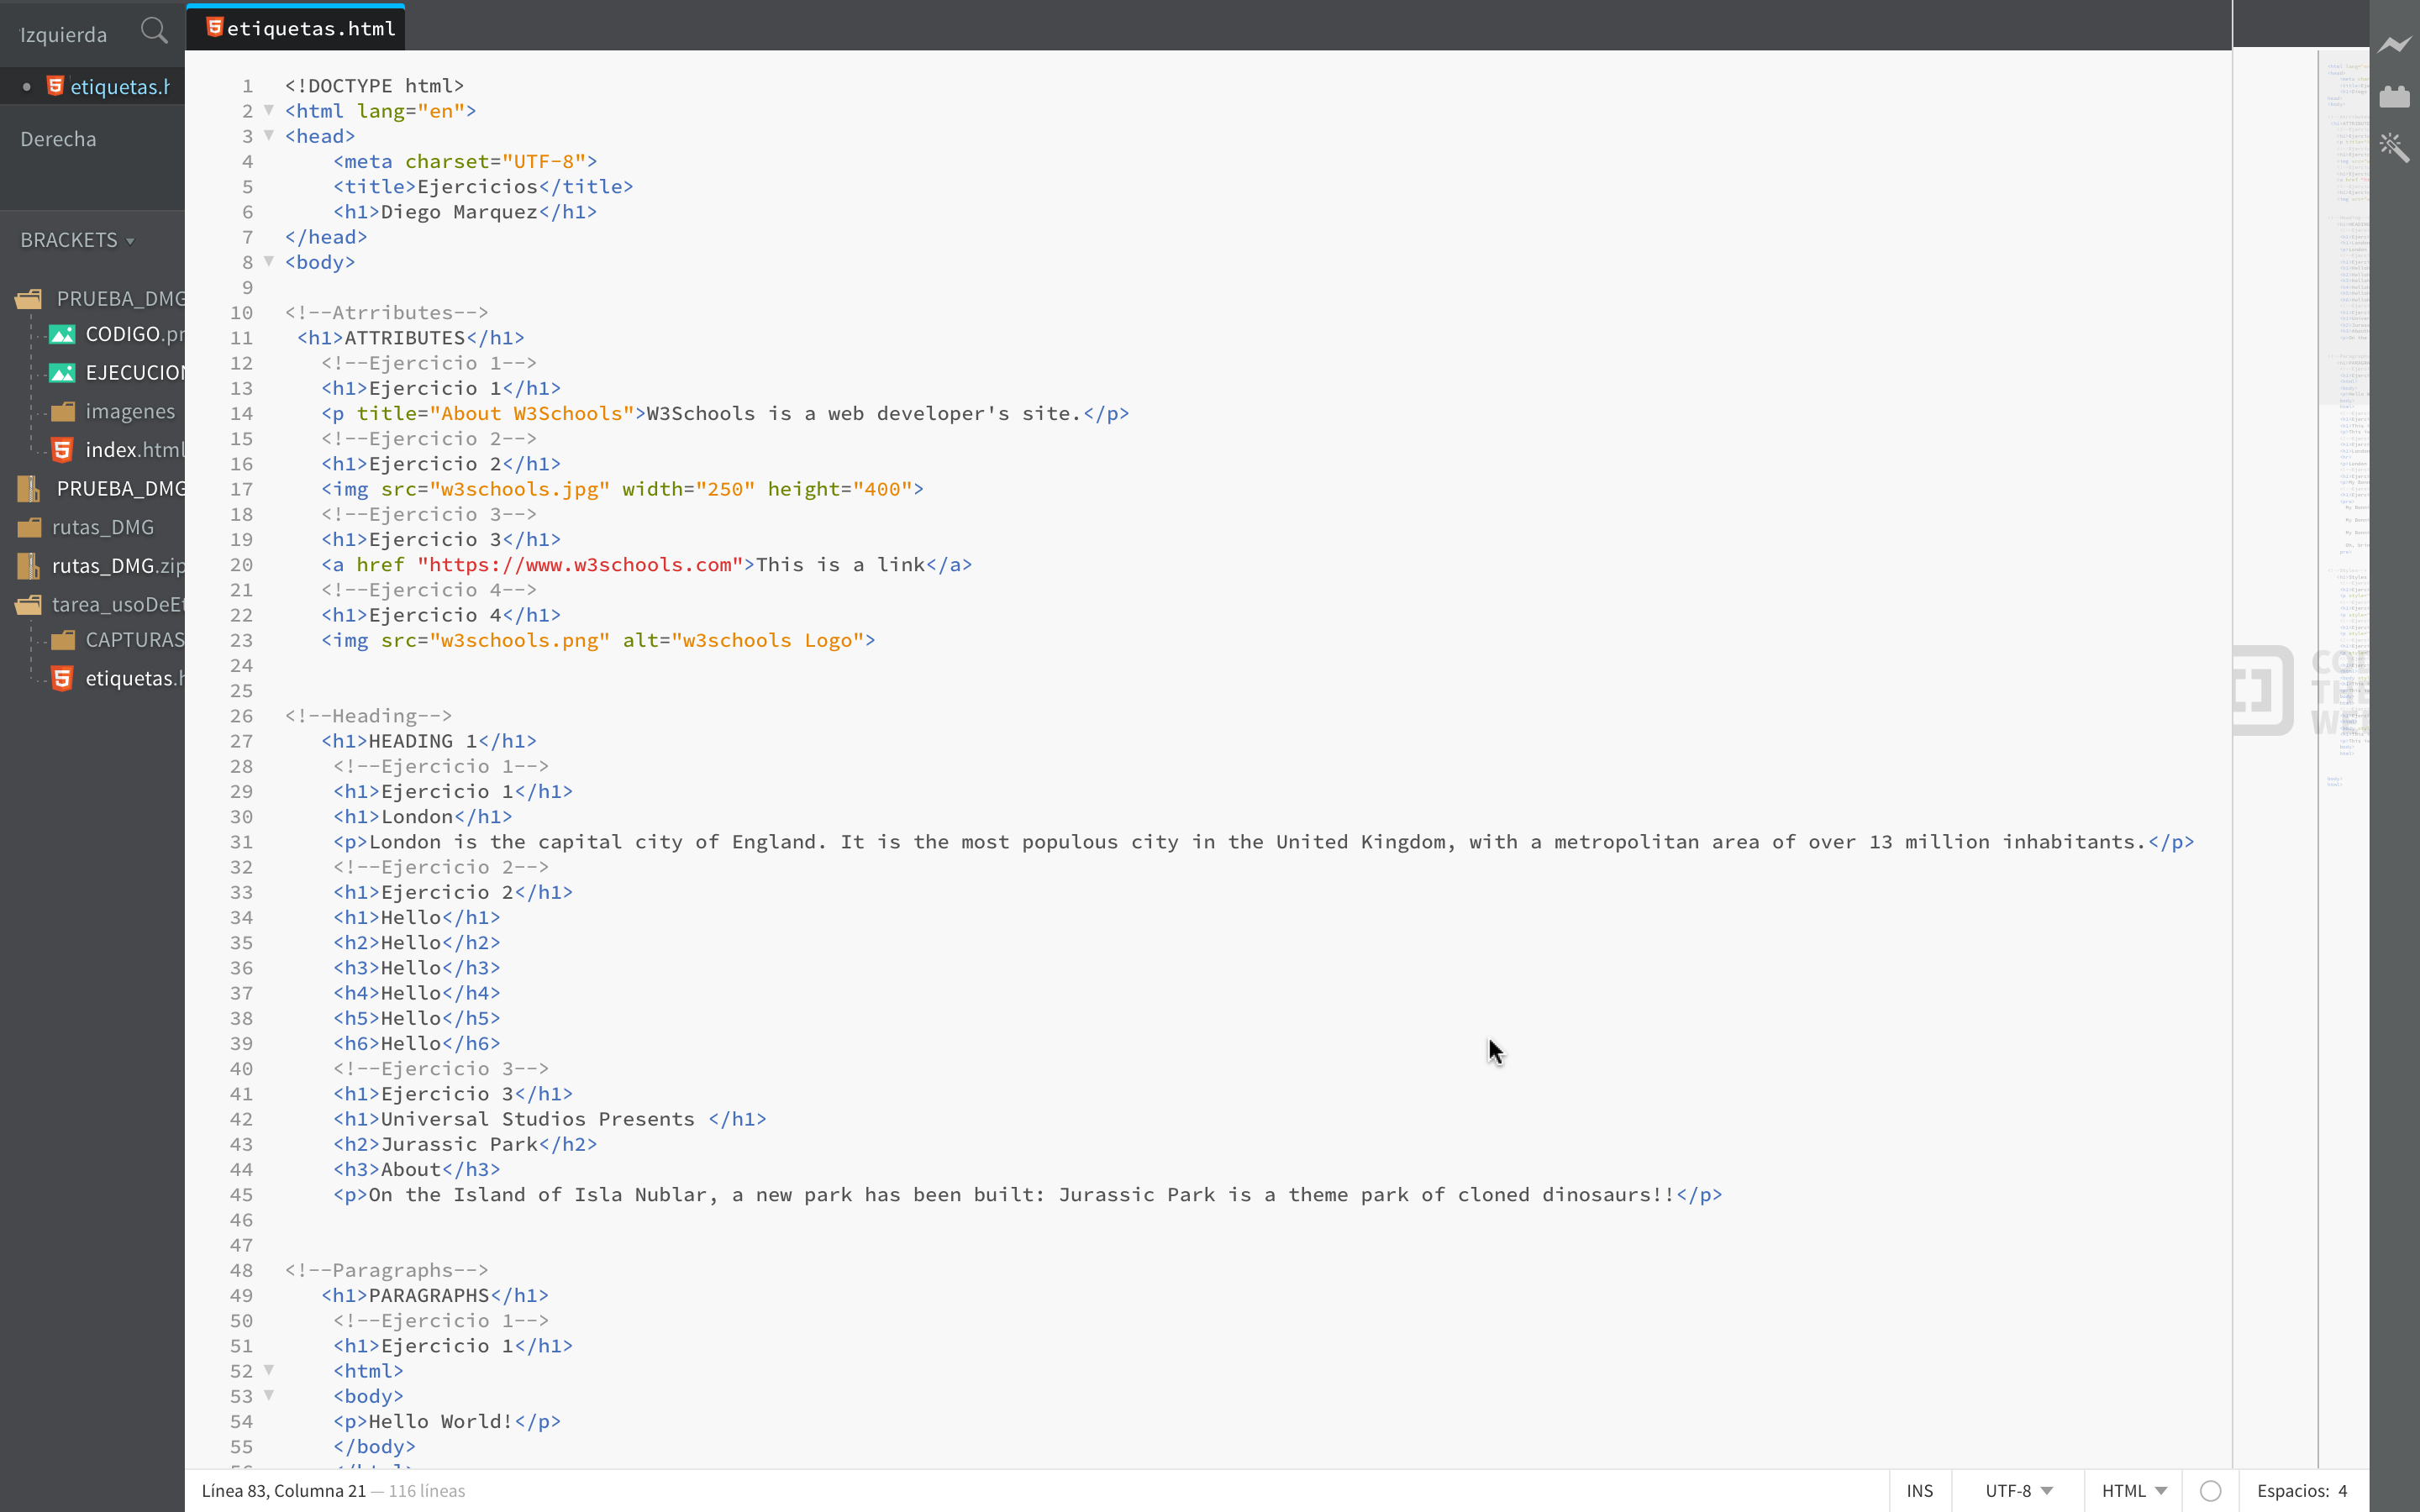 Izquierda
etiquetas.h
Derecha
BRACKETS
PRUEBA_DMG
CODIGO.pr
EJECUCION
imagenes
index.html
PRUEBA_DMG
rutas_DMG
rutas_DMG.zip
tarea_usoDeEt
CAPTURAS
etiquetas.h
etiquetas.html
1 <!DOCTYPE html>
2 <html lang="en">
3 <head>
4 <meta charset="UTF-8">
5 <title>Ejercicios</title>
6 <h1>Diego Marquez</h1>
7 </head>
8 <body>
9
10 <!--Atrributes-->
11 <h1>ATTRIBUTES</h1>
12 <!--Ejercicio 1-->
13 <h1>Ejercicio 1</h1>
14 <p title="About W3Schools">W3Schools is a web developer's site.</p>
15 <!--Ejercicio 2-->
16 <h1>Ejercicio 2</h1>
17 <img src="w3schools.jpg" width="250" height="400">
18 <!--Ejercicio 3-->
19 <h1>Ejercicio 3</h1>
20 <a href "https://www.w3schools.com">This is a link</a>
21 <!--Ejercicio 4-->
22 <h1>Ejercicio 4</h1>
23 <img src="w3schools.png" alt="w3schools Logo">
24
25
26 <!--Heading-->
27 <h1>HEADING 1</h1>
28 <!--Ejercicio 1-->
29 <h1>Ejercicio 1</h1>
30 <h1>London</h1>
31 <p>London is the capital city of England. It is the most populous city in the United Kingdom, with a metropolitan area of over 13 million inhabitants.</p>
32 <!--Ejercicio 2-->
33 <h1>Ejercicio 2</h1>
34 <h1>Hello</h1>
35 <h2>Hello</h2>
36 <h3>Hello</h3>
37 <h4>Hello</h4>
38 <h5>Hello</h5>
39 <h6>Hello</h6>
40 <!--Ejercicio 3-->
41 <h1>Ejercicio 3</h1>
42 <h1>Universal Studios Presents </h1>
43 <h2>Jurassic Park</h2>
44 <h3>About</h3>
45 <p>On the Island of Isla Nublar, a new park has been built: Jurassic Park is a theme park of cloned dinosaurs!!</p>
46
47
48 <!--Paragraphs-->
49 <h1>PARAGRAPHS</h1>
50 <!--Ejercicio 1-->
51 <h1>Ejercicio 1</h1>
52 <html>
53 <body>
54 <p>Hello World!</p>
55 </body>
Línea 83, Columna 21 — 116 líneas
INS
UTF-8
HTML
Espacios: 4